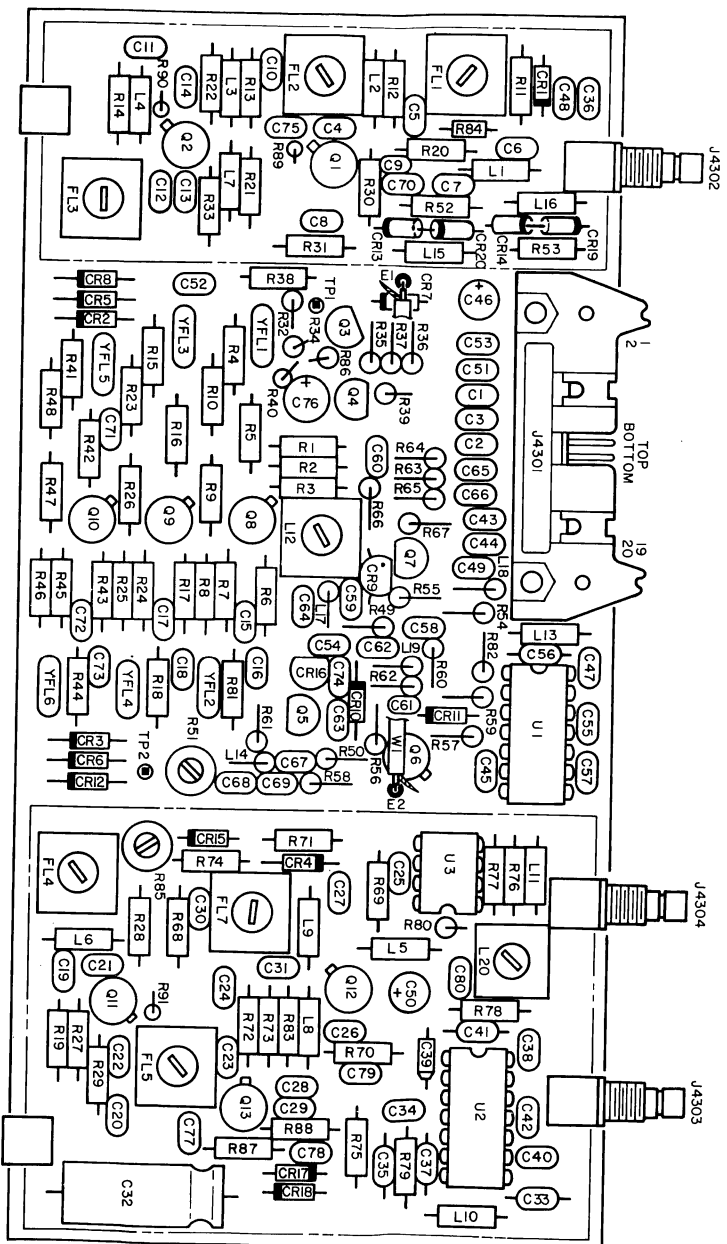 C11
R90
C14
R22
L3
R13
C10
FL2
L2
R12
FL1
R11
CR1
C48
C36
J4302
R14
L4
Q2
C75
C4
C5
R84
R89
Q1
R20
C6
C9
C70
C7
L1
FL3
C12
C13
R33
L7
R21
R30
R52
L16
C8
R31
CR13
L15
CR20
CR14
R53
CR19
CR8
CR5
CR2
C52
R38
TP1
E1
CR7
C46
1
2
R32
R34
Q3
R35
R37
R36
C53
YFL5
R41
R15
YFL3
R4
YFL1
R86
C51
R48
R23
R10
R40
C76
Q4
R39
C1
C3
TOP
BOTTOM
J4301
C71
R42
R16
R5
R1
R2
R3
C60
R64
R63
R65
C2
C65
C66
R47
R26
R9
R66
R67
C43
Q10
Q9
Q8
L12
Q7
C44
19
20
C49
L18
CR9
R55
R46
R45
R43
R25
R24
R17
R8
R7
R6
C64
L17
C59
R49
R54
C72
C17
C15
C58
L13
C54
C62
L19
R82
C56
C47
YFL6
R44
C73
YFL4
R18
C18
YFL2
R81
C16
CR16
C74
CR10
R62
R60
C61
R59
U1
C55
Q5
C63
CR11
CR3
CR6
CR12
TP2
R51
R61
L14
C67
R50
R56
W1
Q6
R57
C45
C57
C68
C69
R58
E2
FL4
R85
CR15
R74
R71
CR4
U3
R77
R76
L11
J4304
C27
R69
C25
R28
R68
C30
FL7
L9
R80
L6
L5
L20
C19
C21
C31
Q12
C50
C80
Q11
R91
C24
R78
R19
R27
R72
R73
R83
L8
C26
C41
R29
C22
FL5
C23
R70
C79
C39
C38
J4303
C20
Q13
C28
C29
C34
U2
C42
C77
R88
R87
C78
R75
C35
R79
C37
C40
CR17
CR18
C32
C33
L10